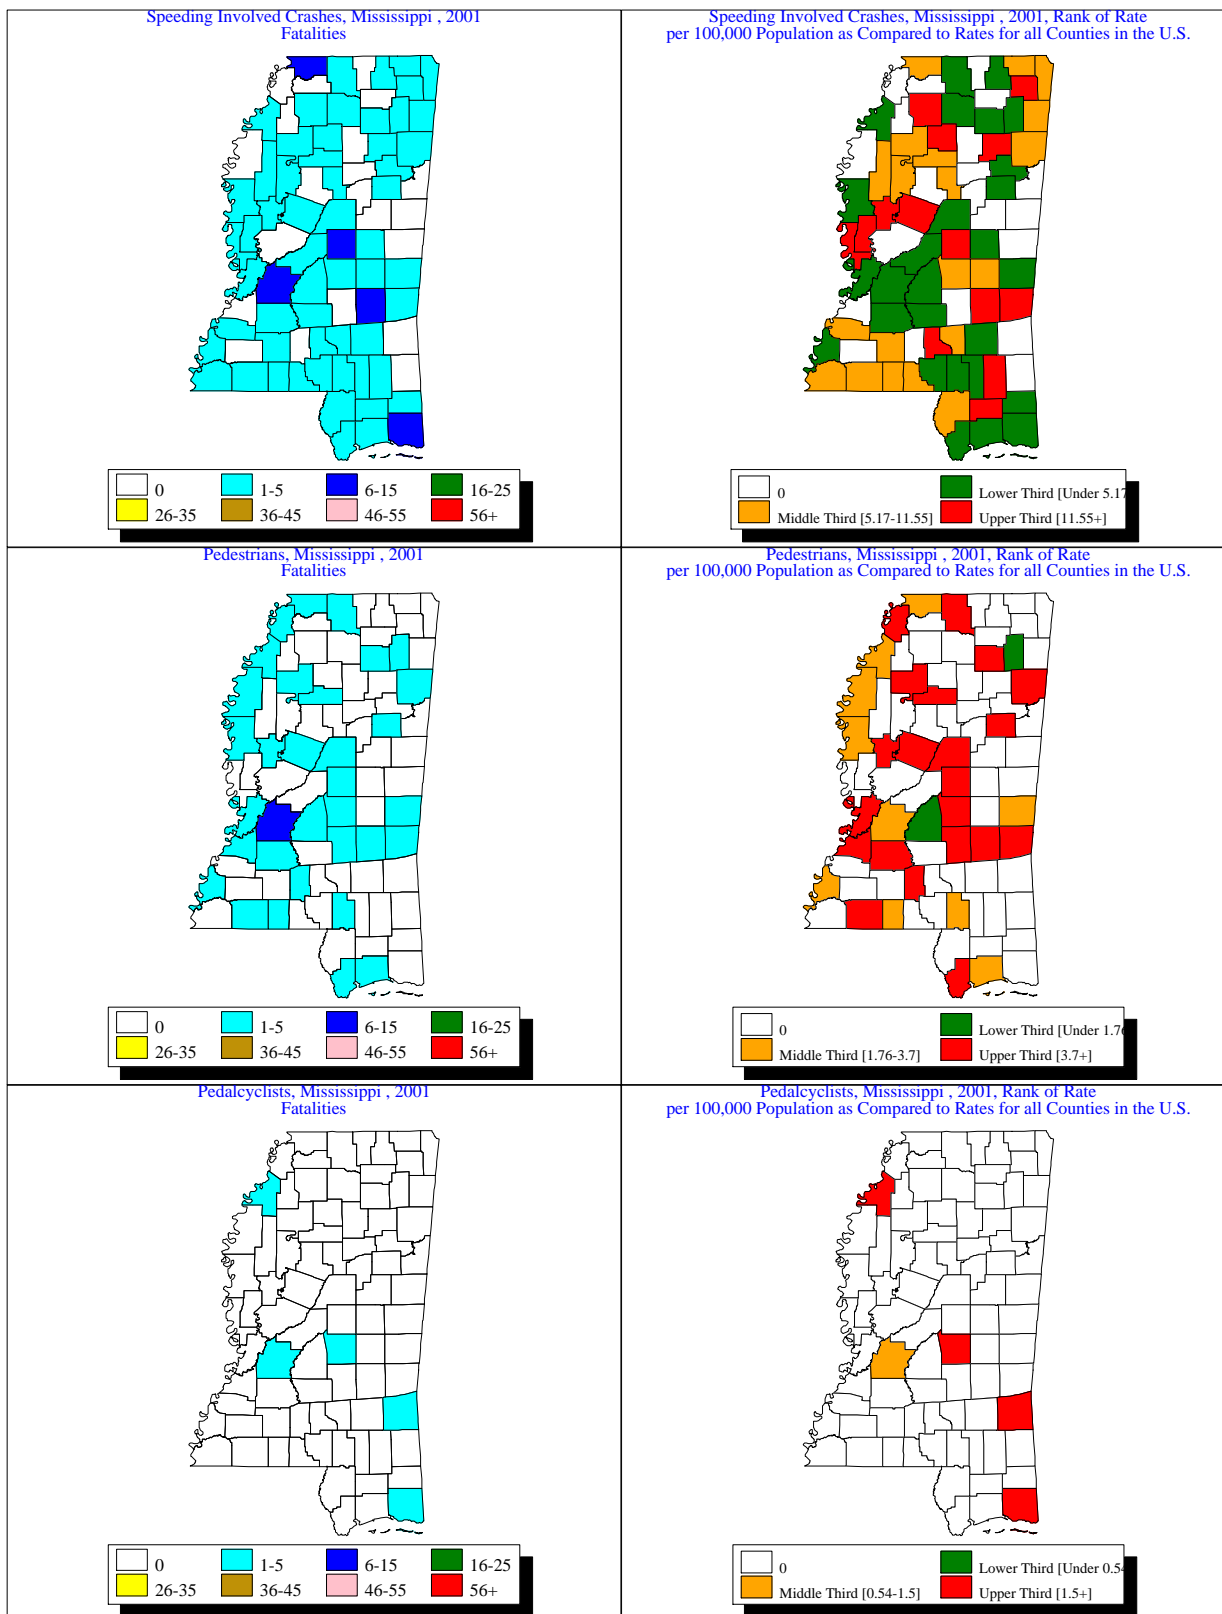 Speeding Involved Crashes, Mississippi , 2001
Fatalities
0 1-5 6-15 16-25
26-35 36-45 46-55 56+
Speeding Involved Crashes, Mississippi , 2001, Rank of Rate
per 100,000 Population as Compared to Rates for all Counties in the U.S.
0 Lower Third [Under 5.17
Middle Third [5.17-11.55] Upper Third [11.55+]
Pedestrians, Mississippi , 2001
Fatalities
0 1-5 6-15 16-25
26-35 36-45 46-55 56+
Pedestrians, Mississippi , 2001, Rank of Rate
per 100,000 Population as Compared to Rates for all Counties in the U.S.
0 Lower Third [Under 1.76
Middle Third [1.76-3.7] Upper Third [3.7+]
Pedalcyclists, Mississippi , 2001
Fatalities
0 1-5 6-15 16-25
26-35 36-45 46-55 56+
Pedalcyclists, Mississippi , 2001, Rank of Rate
per 100,000 Population as Compared to Rates for all Counties in the U.S.
0 Lower Third [Under 0.54
Middle Third [0.54-1.5] Upper Third [1.5+]